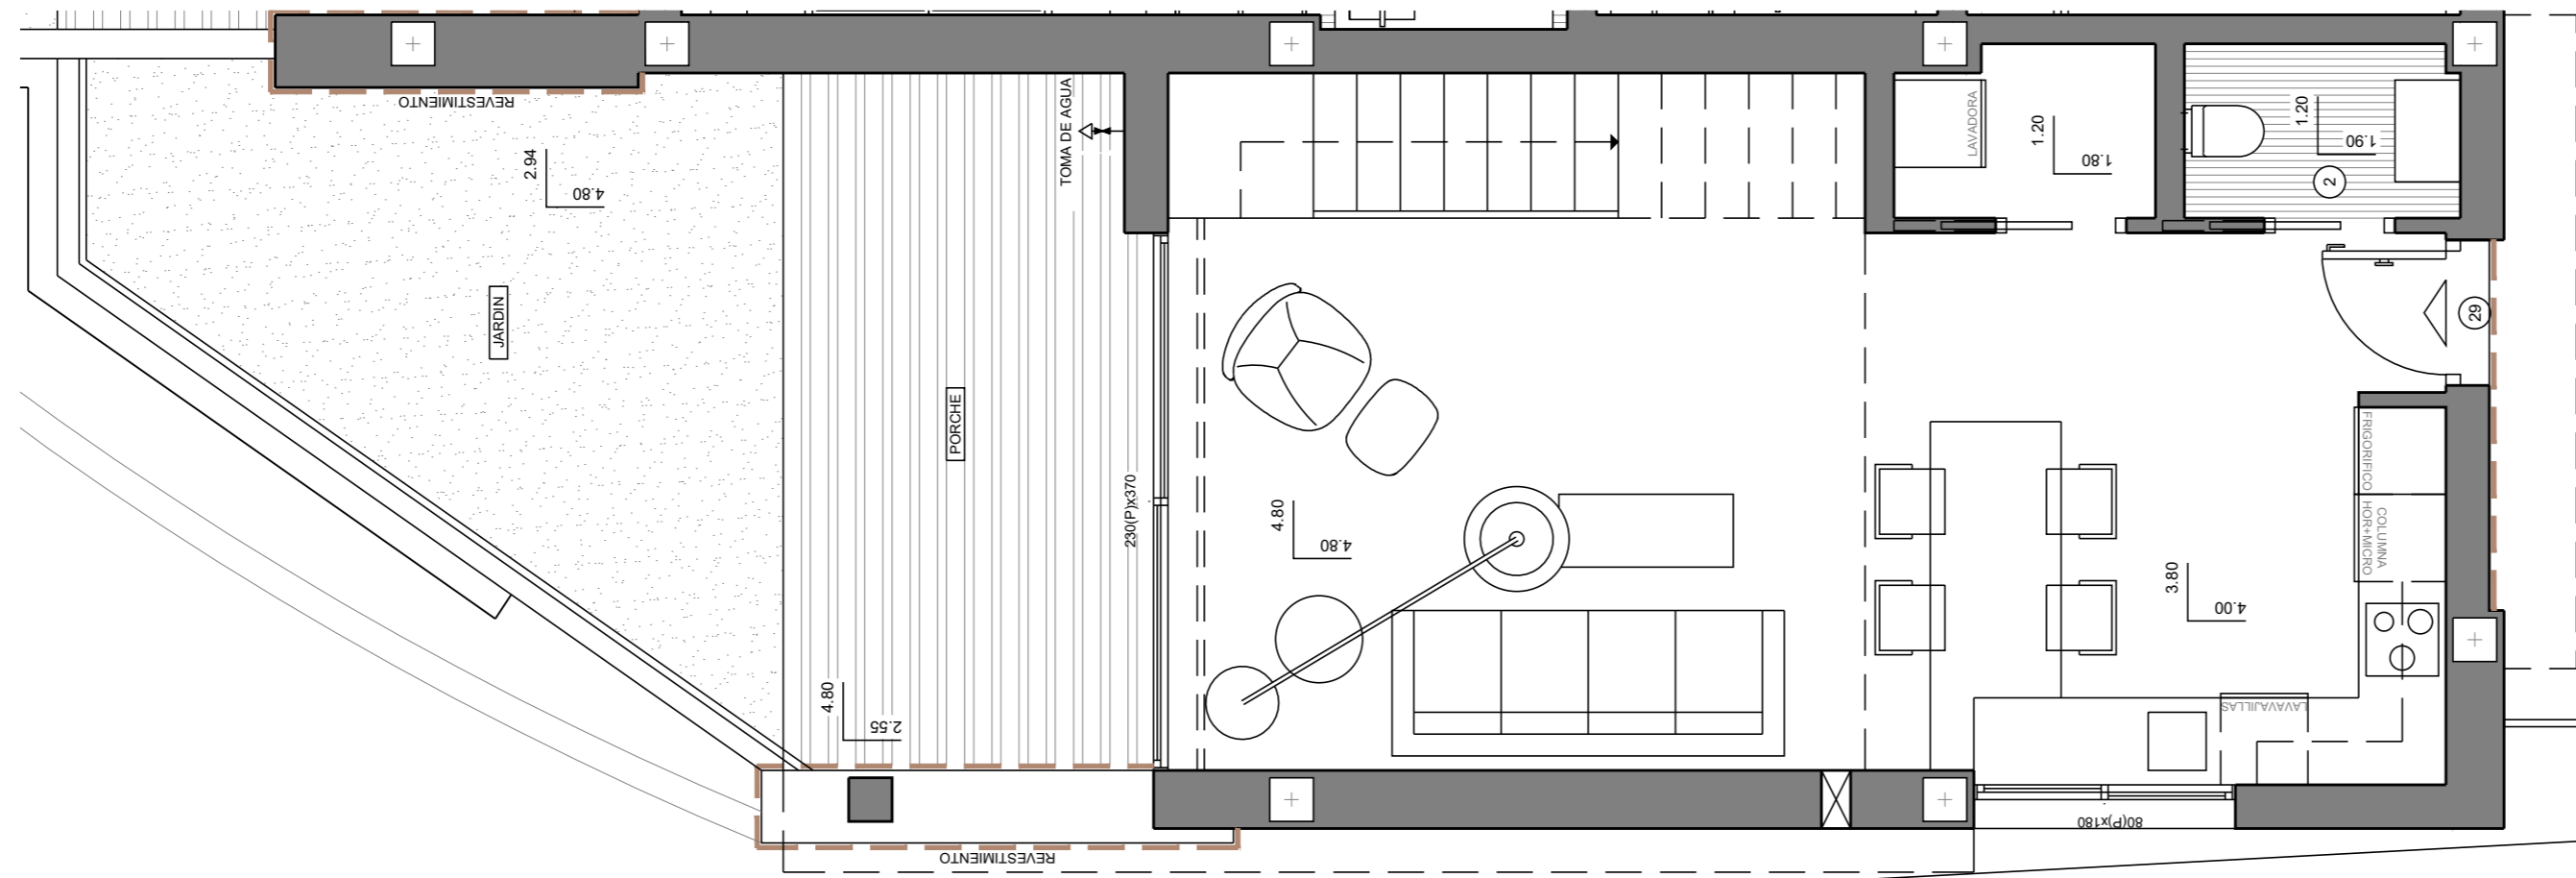 REVESTIMIENTO
TOMA DE AGUA
2.94
4.80
JARDIN
PORCHE
4.80
2.55
230(P)x370
REVESTIMIENTO
4.80
4.80
LAVADORA
1.20
1.80
1.20
1.90
2
29
FRIGORIFICO
COLUMNA
HOR+MICRO
3.80
4.00
LAVAVAJILLAS
80(P)x180